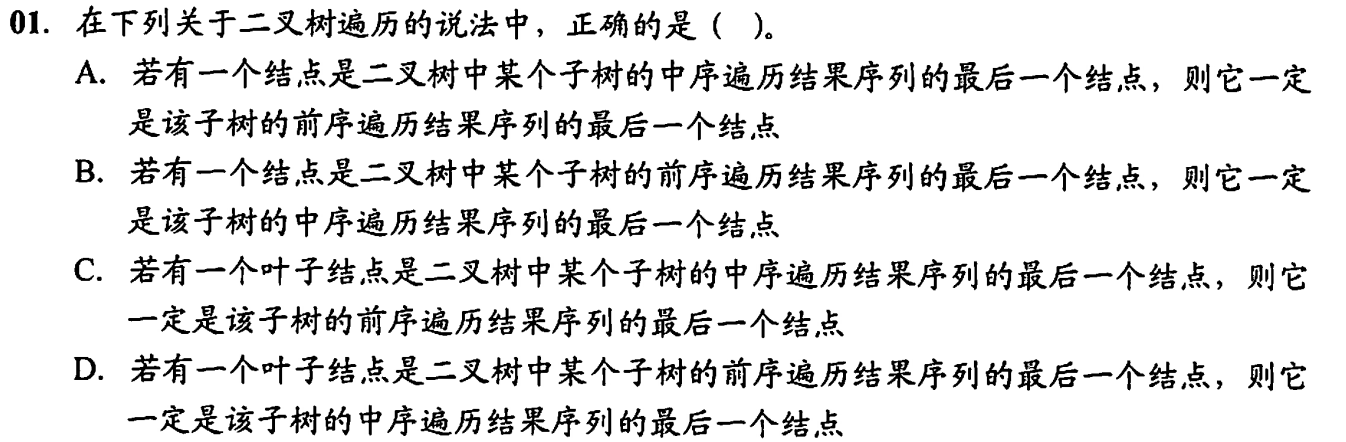 01. 在下列关于二叉树遍历的说法中，正确的是（ ）。
A. 若有一个结点是二叉树中某个子树的中序遍历结果序列的最后一个结点，则它一定
是该子树的前序遍历结果序列的最后一个结点
B. 若有一个结点是二叉树中某个子树的前序遍历结果序列的最后一个结点，则它一定
是该子树的中序遍历结果序列的最后一个结点
C. 若有一个叶子结点是二叉树中某个子树的中序遍历结果序列的最后一个结点，则它
一定是该子树的前序遍历结果序列的最后一个结点
D. 若有一个叶子结点是二叉树中某个子树的前序遍历结果序列的最后一个结点，则它
一定是该子树的中序遍历结果序列的最后一个结点